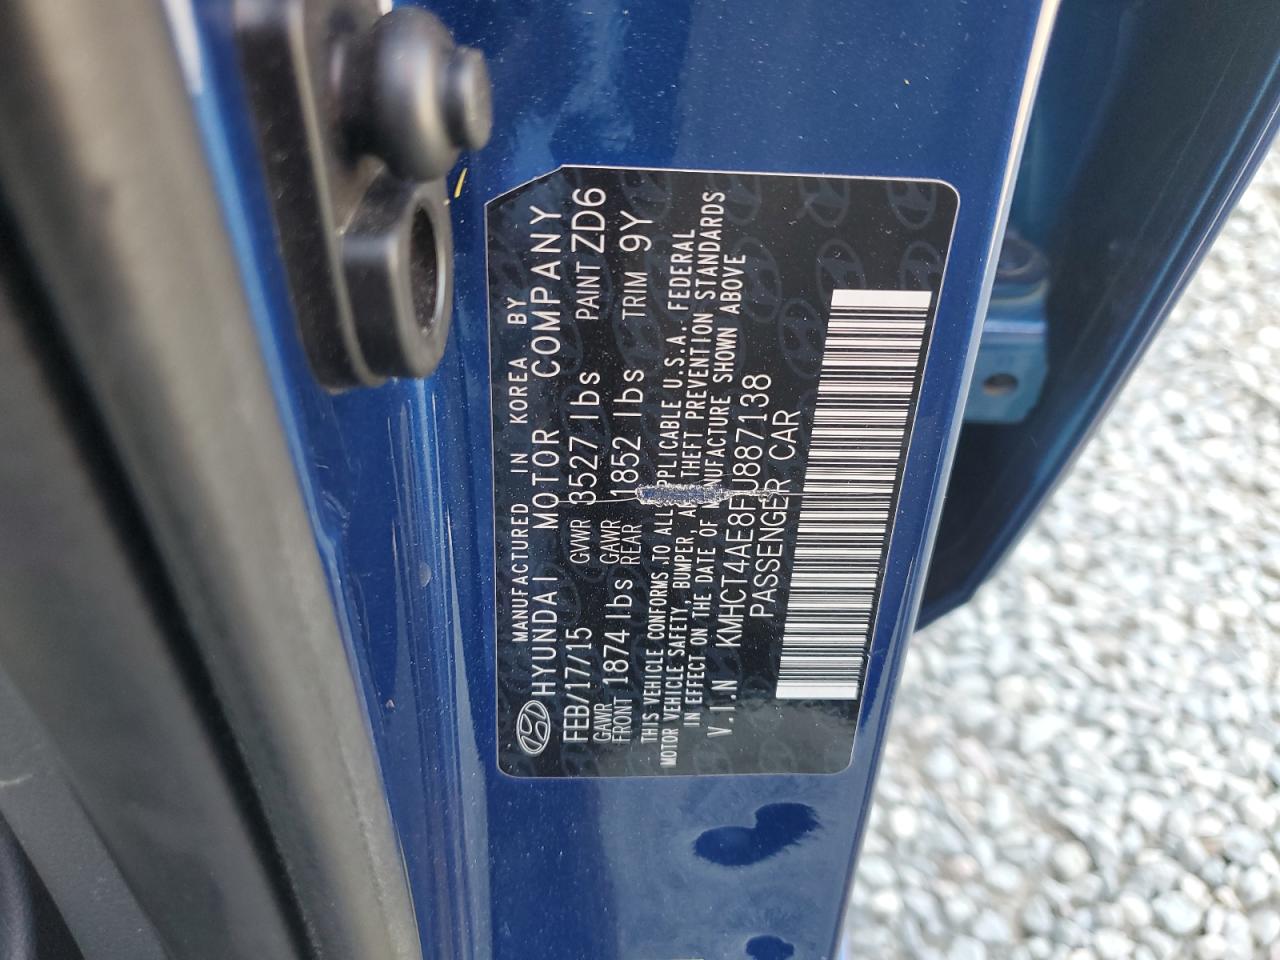 MANUFACTURED IN KOREA BY
HYUNDAI MOTOR COMPANY
FEB/17/15 GVWR 3527 lbs PAINT ZD6
GAWR FRONT 1874 lbs GAWR REAR 1852 lbs TRIM 9Y
THIS VEHICLE CONFORMS TO ALL APPLICABLE U.S.A. FEDERAL
MOTOR VEHICLE SAFETY, BUMPER, AND THEFT PREVENTION STANDARDS
IN EFFECT ON THE DATE OF MANUFACTURE SHOWN ABOVE
V.I.N KMHCT4AE8FU887138
PASSENGER CAR